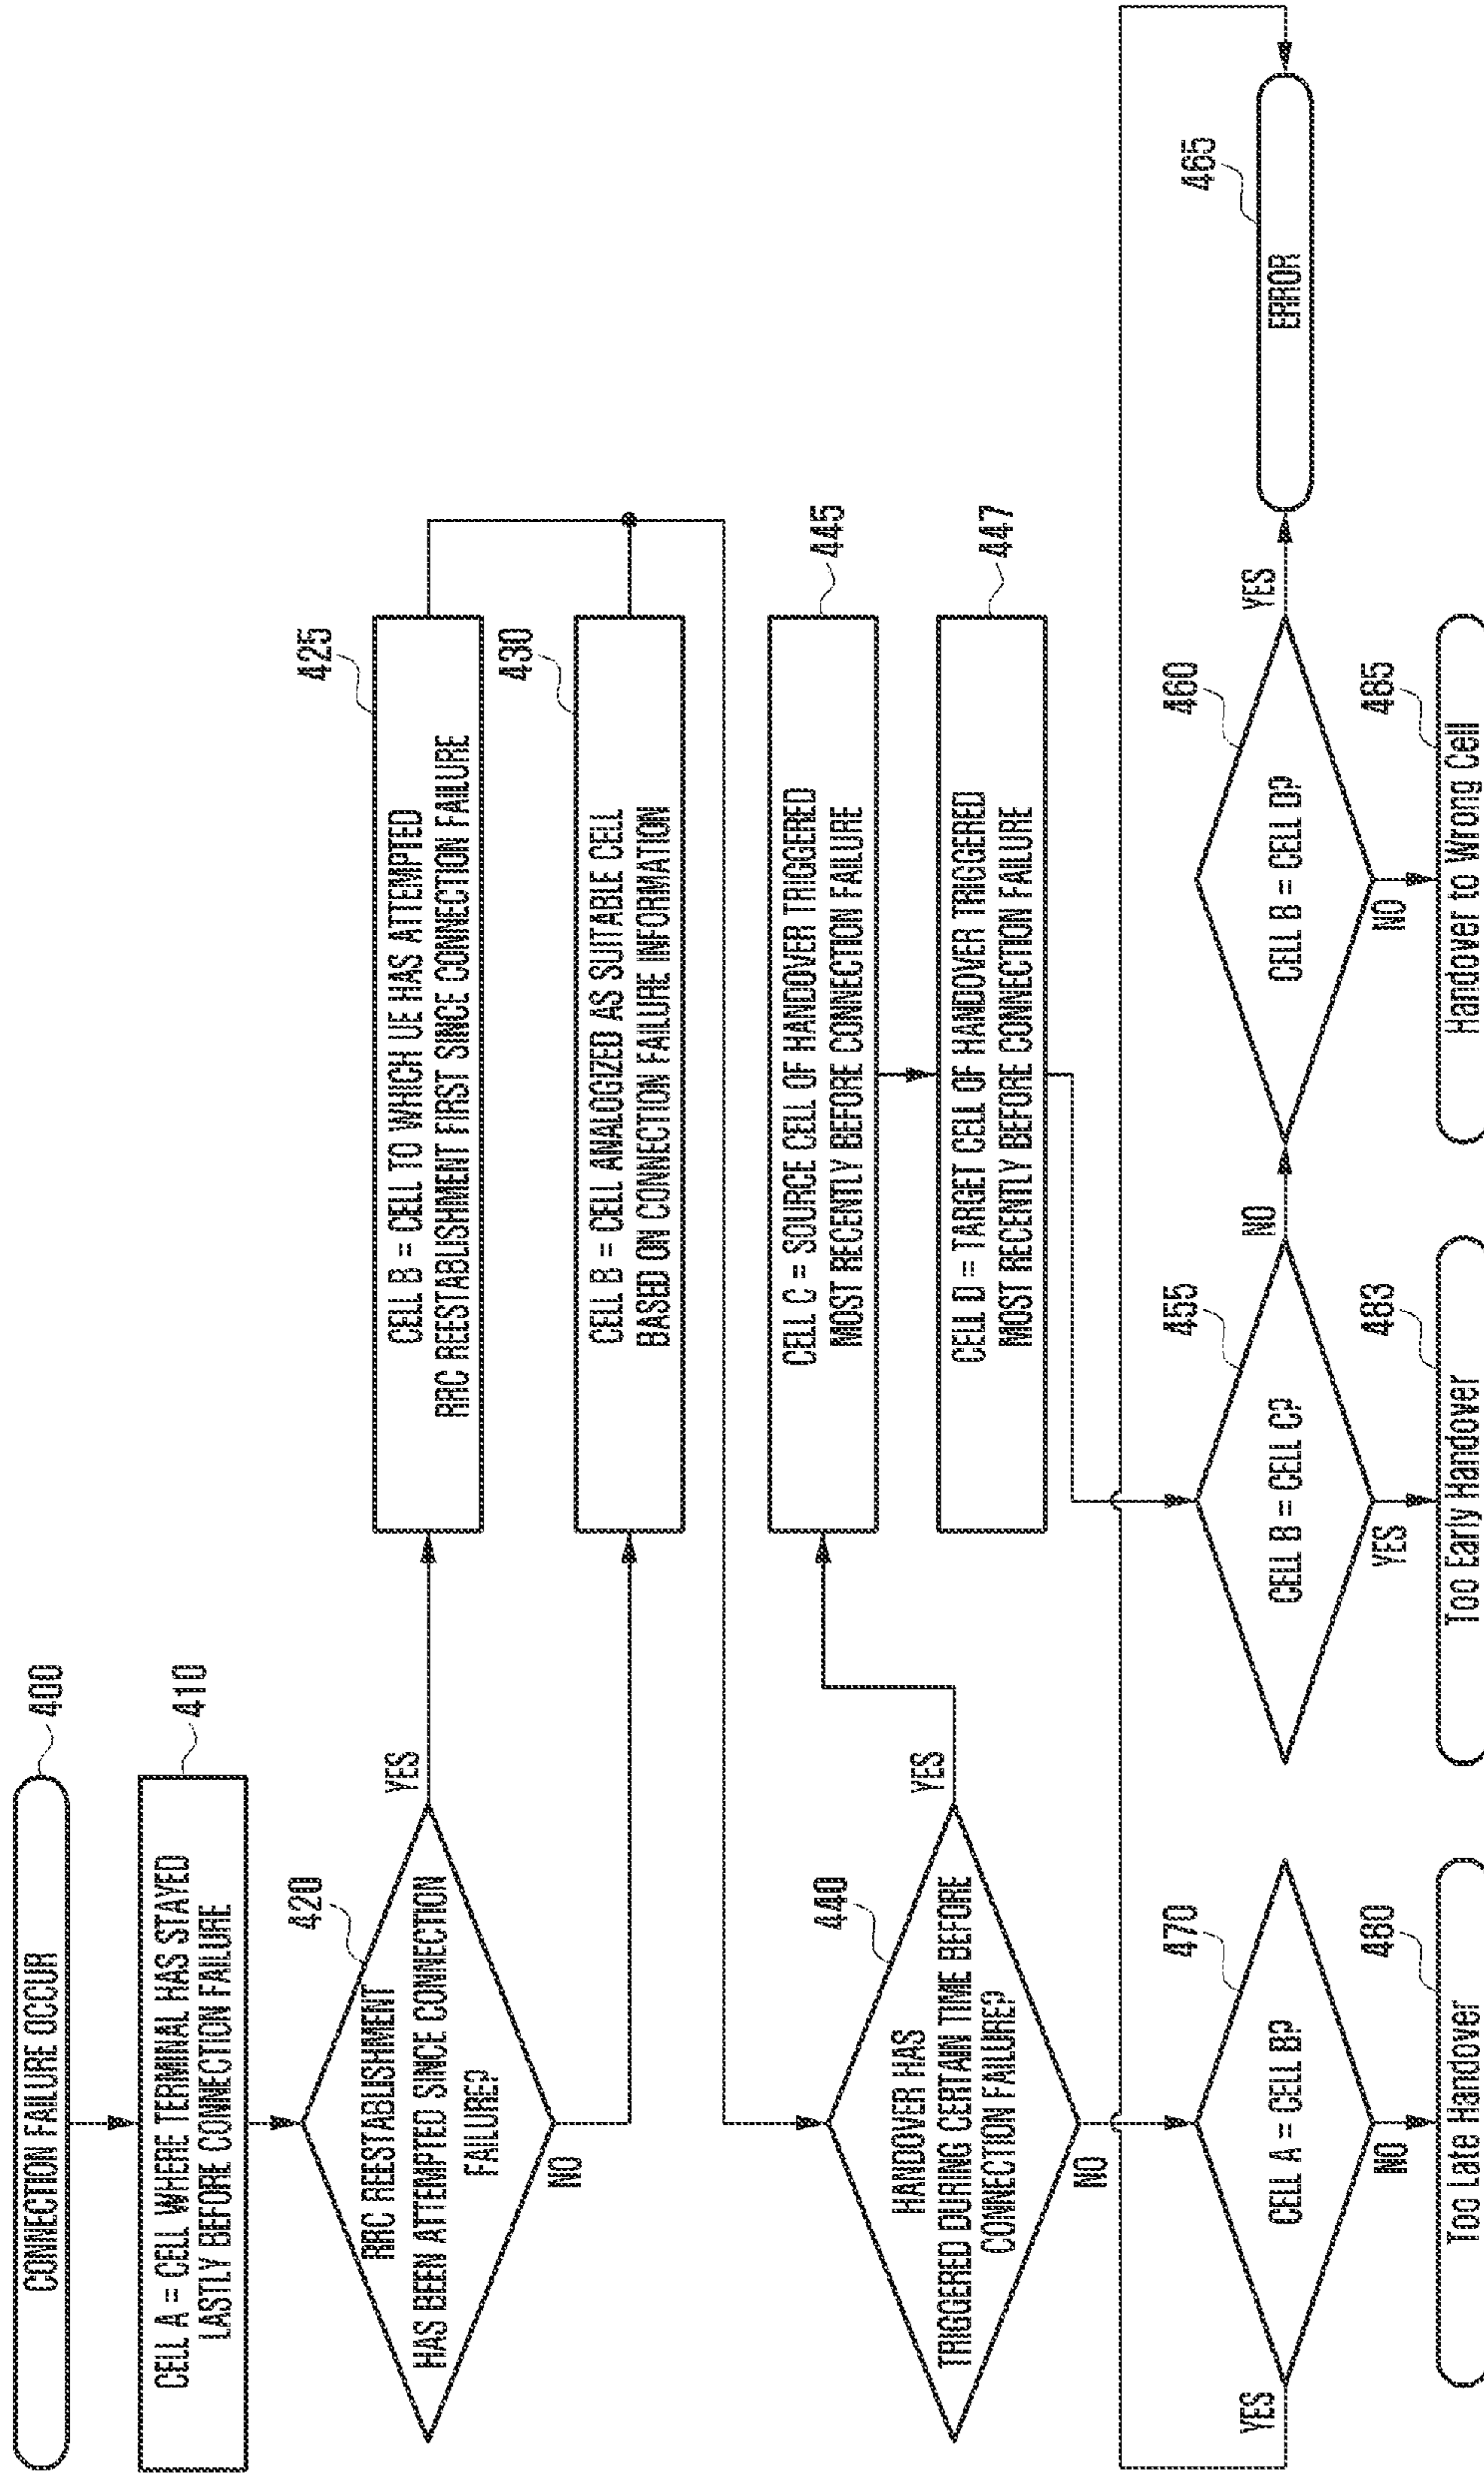 CONNECTION FAILURE OCCUR
400
CELL A = CELL WHERE TERMINAL HAS STAYED
LASTLY BEFORE CONNECTION FAILURE
410
RRC REESTABLISHMENT
HAS BEEN ATTEMPTED SINCE CONNECTION
FAILURE?
420
YES
NO
CELL B = CELL TO WHICH UE HAS ATTEMPTED
RRC REESTABLISHMENT FIRST SINCE CONNECTION FAILURE
425
CELL B = CELL ANALOGIZED AS SUITABLE CELL
BASED ON CONNECTION FAILURE INFORMATION
430
HANDOVER HAS
TRIGGERED DURING CERTAIN TIME BEFORE
CONNECTION FAILURE?
440
YES
NO
CELL C = SOURCE CELL OF HANDOVER TRIGGERED
MOST RECENTLY BEFORE CONNECTION FAILURE
445
CELL D = TARGET CELL OF HANDOVER TRIGGERED
MOST RECENTLY BEFORE CONNECTION FAILURE
447
YES
CELL A = CELL B?
470
NO
CELL B = CELL C?
455
NO
YES
CELL B = CELL D?
460
YES
NO
ERROR
465
Too Late Handover
480
Too Early Handover
483
Handover to Wrong Cell
485